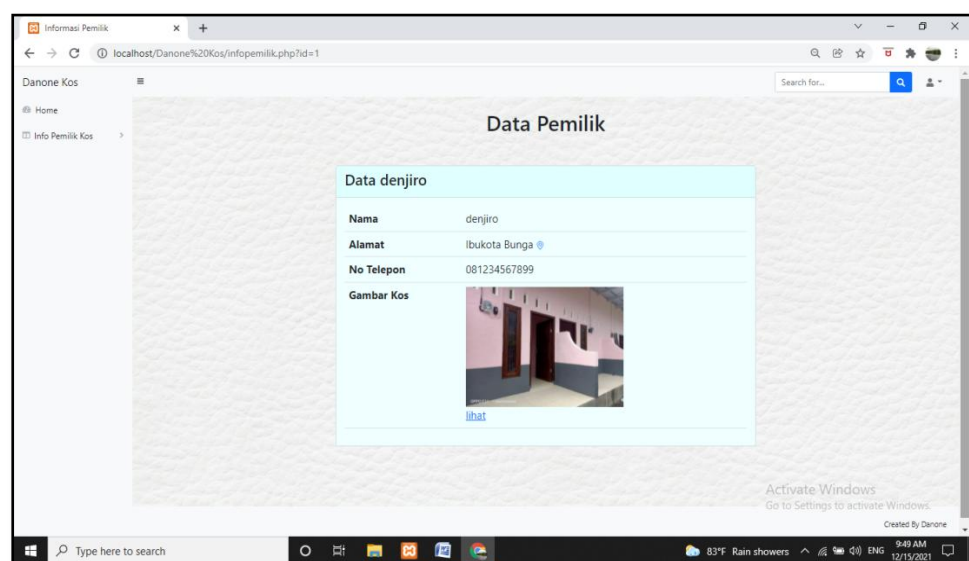 Informasi Pemilik
localhost/Danone%20Kos/infopemilik.php?id=1
Danone Kos
Search for...
Home
Info Pemilik Kos
Data Pemilik
Data denjiro
Nama denjiro
Alamat Ibukota Bunga
No Telepon 081234567899
Gambar Kos
lihat
Activate Windows
Go to Settings to activate Windows.
Created By Danone
Type here to search
83°F Rain showers
ENG
9:49 AM
12/15/2021